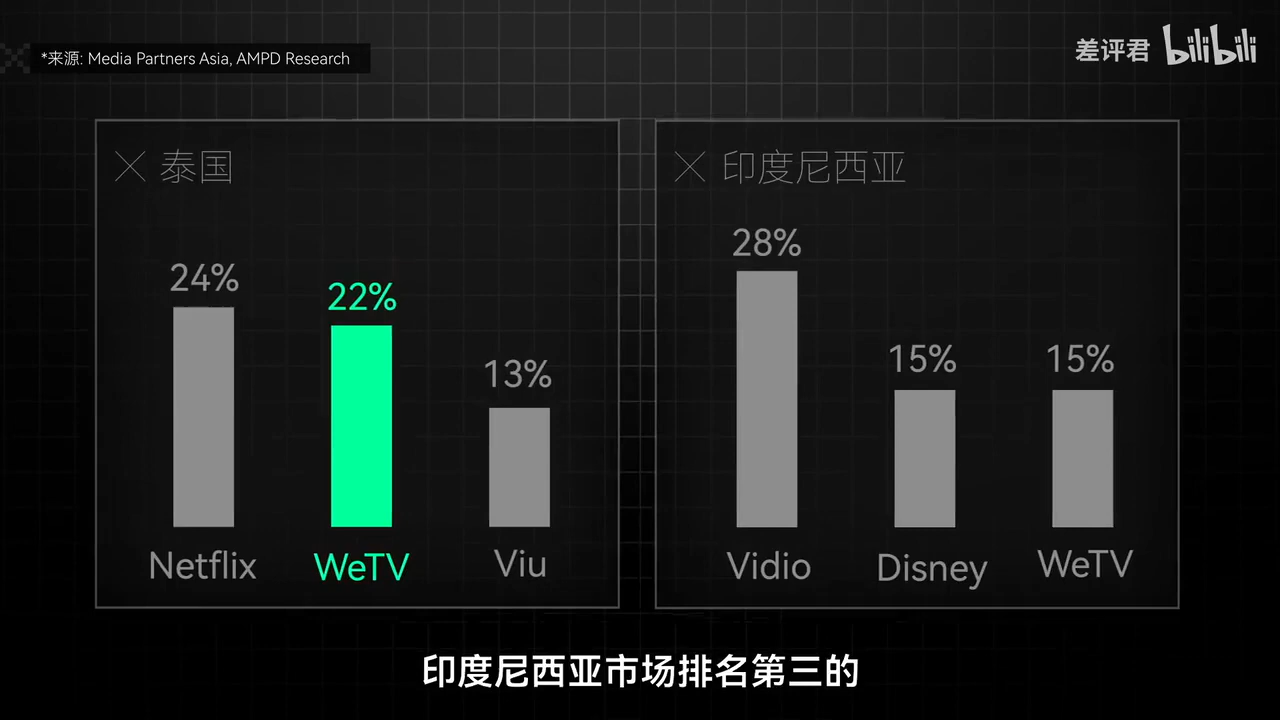 *来源: Media Partners Asia, AMPD Research
差评君 bilibili
泰国
24%
22%
13%
Netflix
WeTV
Viu
印度尼西亚
28%
15%
15%
Vidio
Disney
WeTV
印度尼西亚市场排名第三的